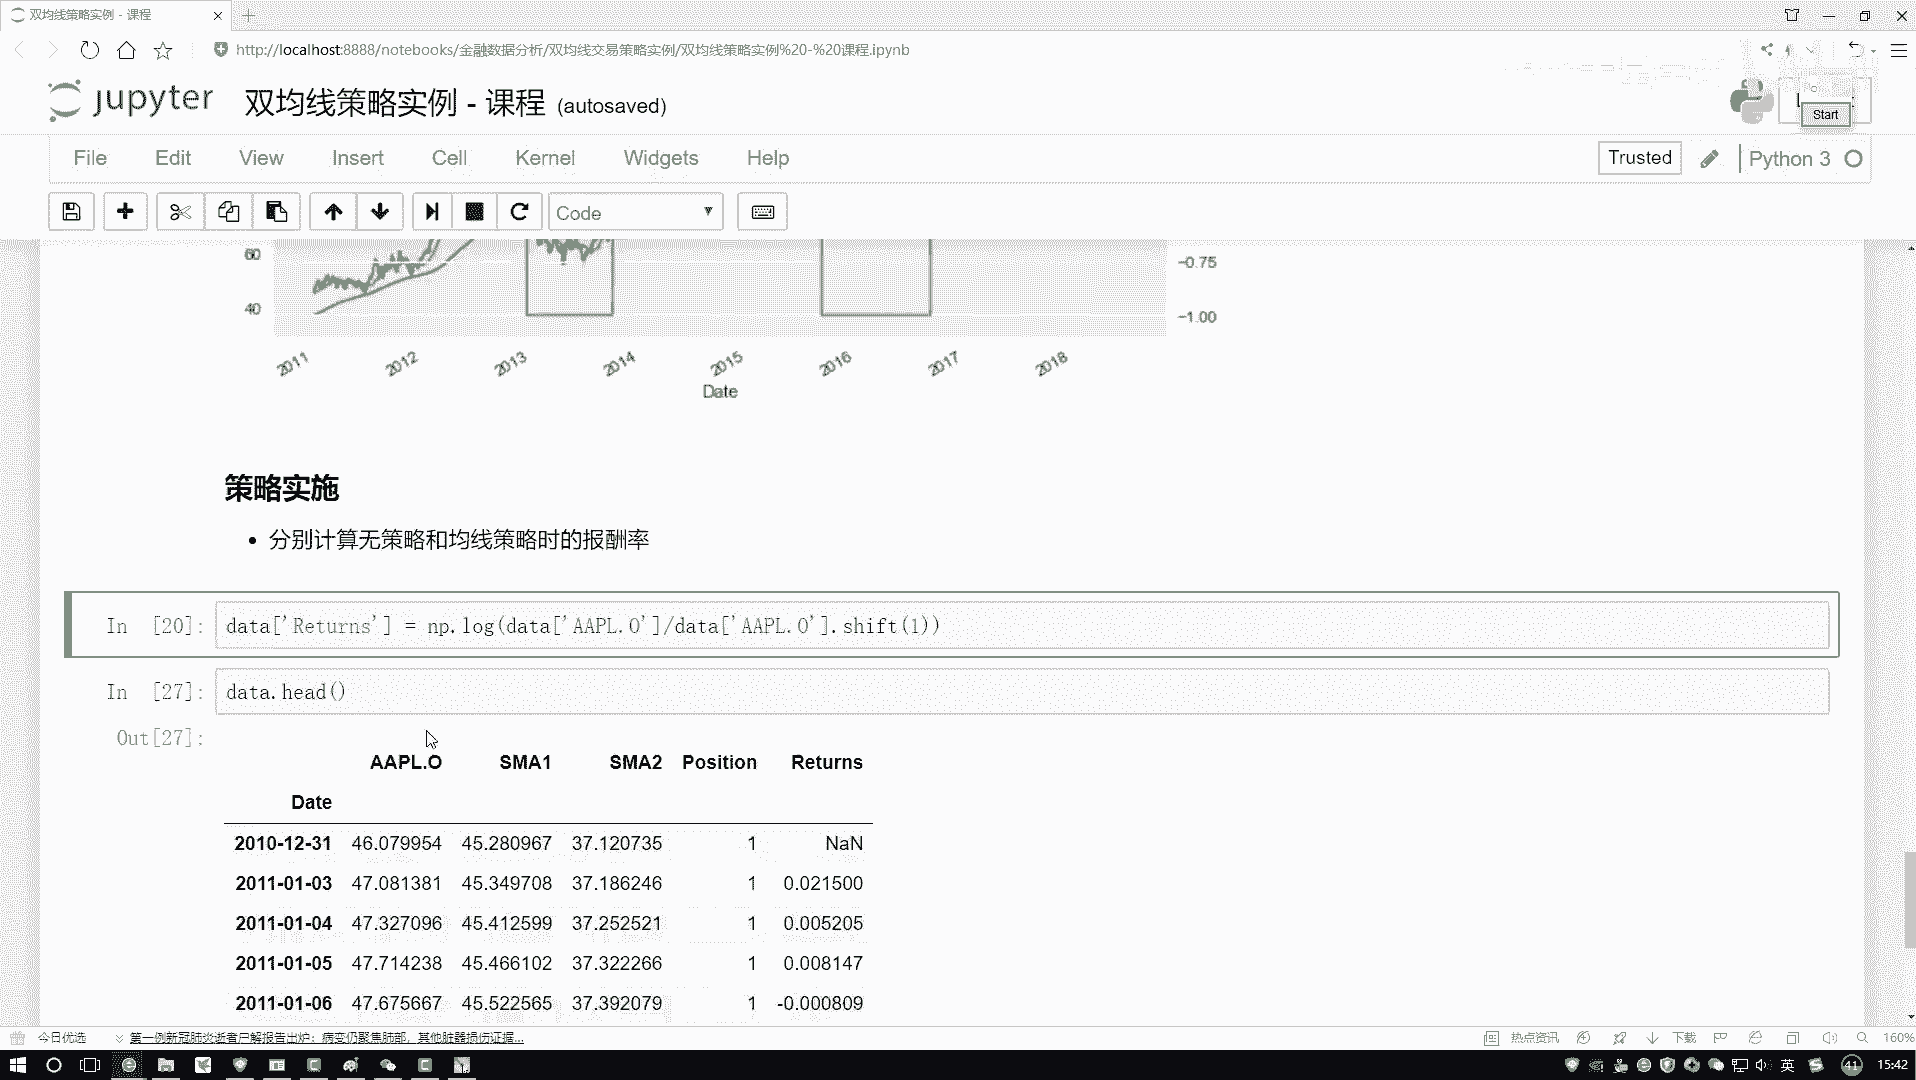 双均线策略实例 - 课程
http://localhost:8888/notebooks/金融数据分析/双均线交易策略实例/双均线策略实例%20-%20课程.ipynb
jupyter 双均线策略实例 - 课程 (autosaved)
Start
File Edit View Insert Cell Kernel Widgets Help
Trusted Python 3
Code
60 -0.75
40 -1.00
2011 2012 2013 2014 2015 2016 2017 2018
Date
策略实施
分别计算无策略和均线策略时的报酬率
In [20]: data['Returns'] = np.log(data['AAPL.O']/data['AAPL.O'].shift(1))
In [27]: data.head()
Out[27]:
AAPL.O SMA1 SMA2 Position Returns
Date
2010-12-31 46.079954 45.280967 37.120735 1 NaN
2011-01-03 47.081381 45.349708 37.186246 1 0.021500
2011-01-04 47.327096 45.412599 37.252521 1 0.005205
2011-01-05 47.714238 45.466102 37.322266 1 0.008147
2011-01-06 47.675667 45.522565 37.392079 1 -0.000809
今日优选 第一例新冠肺炎逝者尸解报告出炉：病变仍聚焦肺部，其他脏器损伤证据... 热点资讯 下载 160%
英 41 15:42